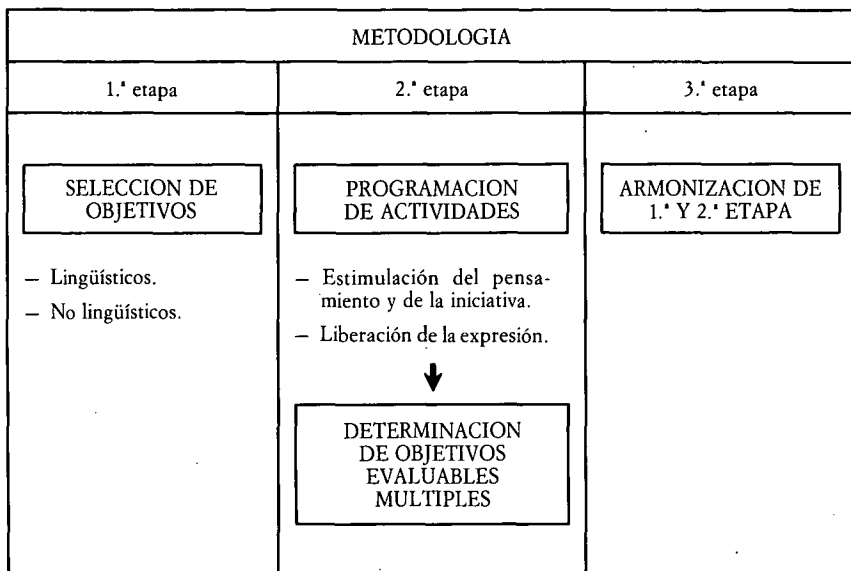 METODOLOGIA
1.ª etapa
2.ª etapa
3.ª etapa
SELECCION DE
OBJETIVOS
– Lingüísticos.
– No lingüísticos.
PROGRAMACION
DE ACTIVIDADES
– Estimulación del pensa-
miento y de la iniciativa.
– Liberación de la expresión.
DETERMINACION
DE OBJETIVOS
EVALUABLES
MULTIPLES
ARMONIZACION DE
1.ª Y 2.ª ETAPA